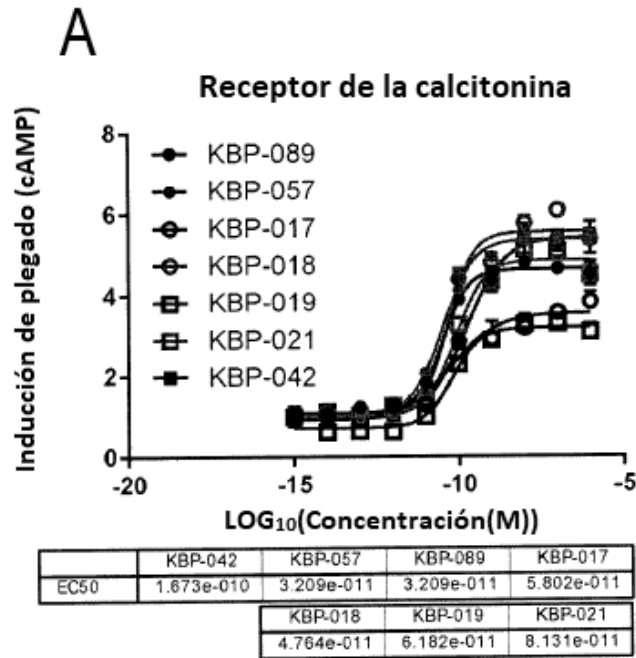 A
Receptor de la calcitonina
Inducción de plegado (cAMP)
8
6
4
2
0
KBP-089
KBP-057
KBP-017
KBP-018
KBP-019
KBP-021
KBP-042
-20 -15 -10 -5
LOG₁₀(Concentración(M))
KBP-042 KBP-057 KBP-089 KBP-017
EC50 1.673e-010 3.209e-011 3.209e-011 5.802e-011
KBP-018 KBP-019 KBP-021
4.764e-011 6.182e-011 8.131e-011